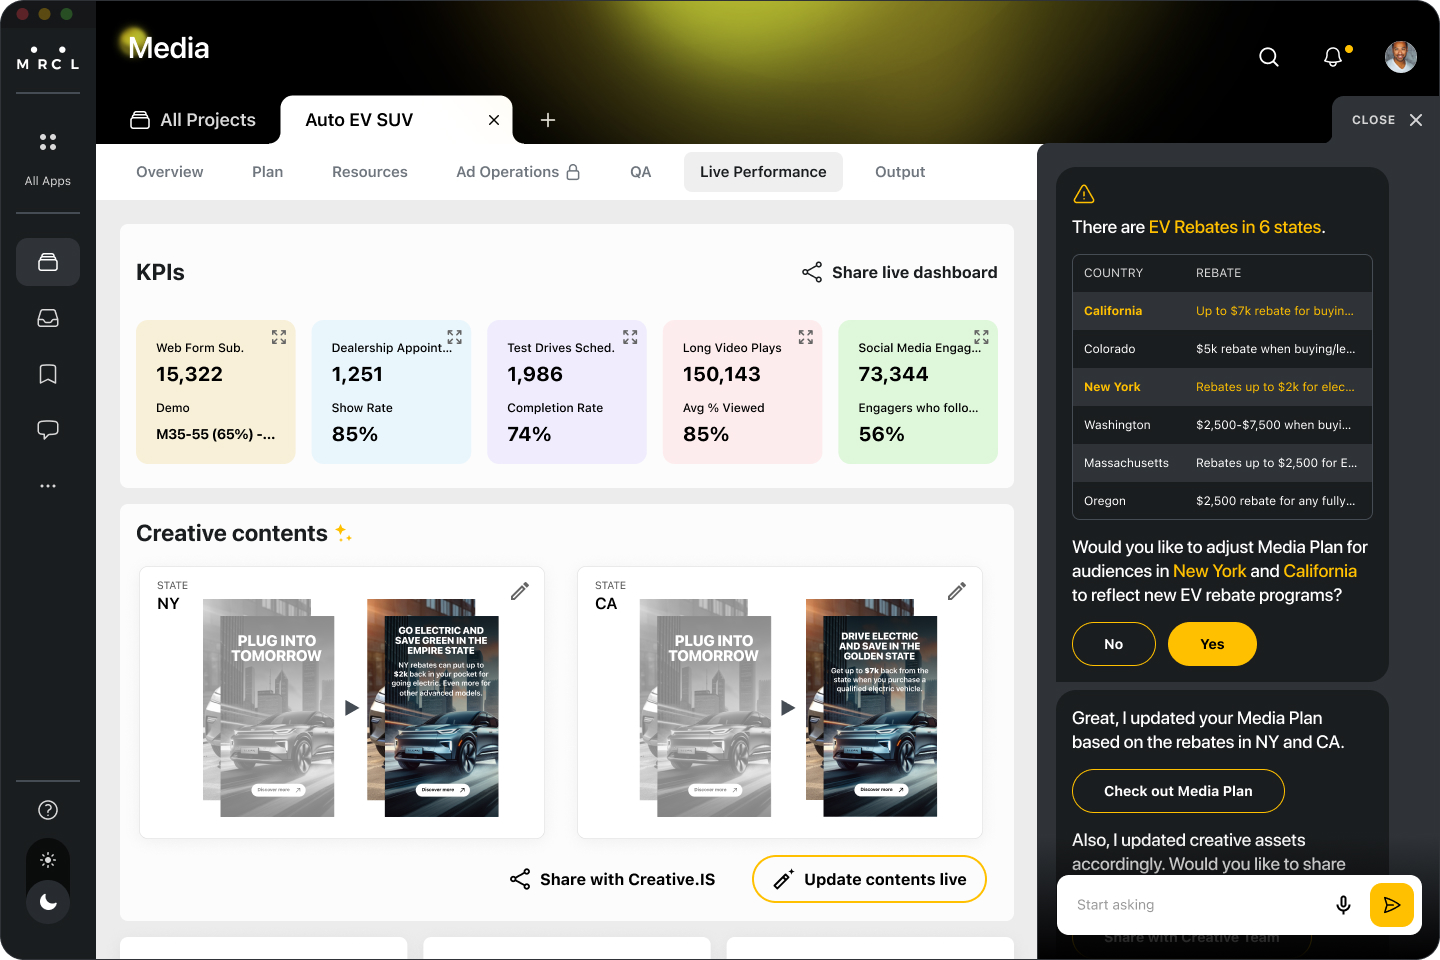 MRCL
All Apps
Media
All Projects
Auto EV SUV
CLOSE
Overview
Plan
Resources
Ad Operations
QA
Live Performance
Output
KPIs
Share live dashboard
Web Form Sub.
15,322
Demo
M35-55 (65%) -...
Dealership Appoint...
1,251
Show Rate
85%
Test Drives Sched.
1,986
Completion Rate
74%
Long Video Plays
150,143
Avg % Viewed
85%
Social Media Engag...
73,344
Engagers who follo...
56%
Creative contents
STATE
NY
PLUG INTO
TOMORROW
Discover more
GO ELECTRIC AND
SAVE GREEN IN THE
EMPIRE STATE
NY rebates can put up to
$2k back in your pocket for
going electric. Even more for
other advanced models.
Discover more
STATE
CA
PLUG INTO
TOMORROW
Discover more
DRIVE ELECTRIC
AND SAVE IN THE
GOLDEN STATE
Get up to $7k back from the
state when you purchase a
qualified electric vehicle.
Discover more
Share with Creative.IS
Update contents live
There are EV Rebates in 6 states.
COUNTRY REBATE
California Up to $7k rebate for buyin...
Colorado $5k rebate when buying/le...
New York Rebates up to $2k for elec...
Washington $2,500-$7,500 when buyi...
Massachusetts Rebates up to $2,500 for E...
Oregon $2,500 rebate for any fully...
Would you like to adjust Media Plan for
audiences in New York and California
to reflect new EV rebate programs?
No
Yes
Great, I updated your Media Plan
based on the rebates in NY and CA.
Check out Media Plan
Also, I updated creative assets
accordingly. Would you like to share
Start asking
Share with Creative Team